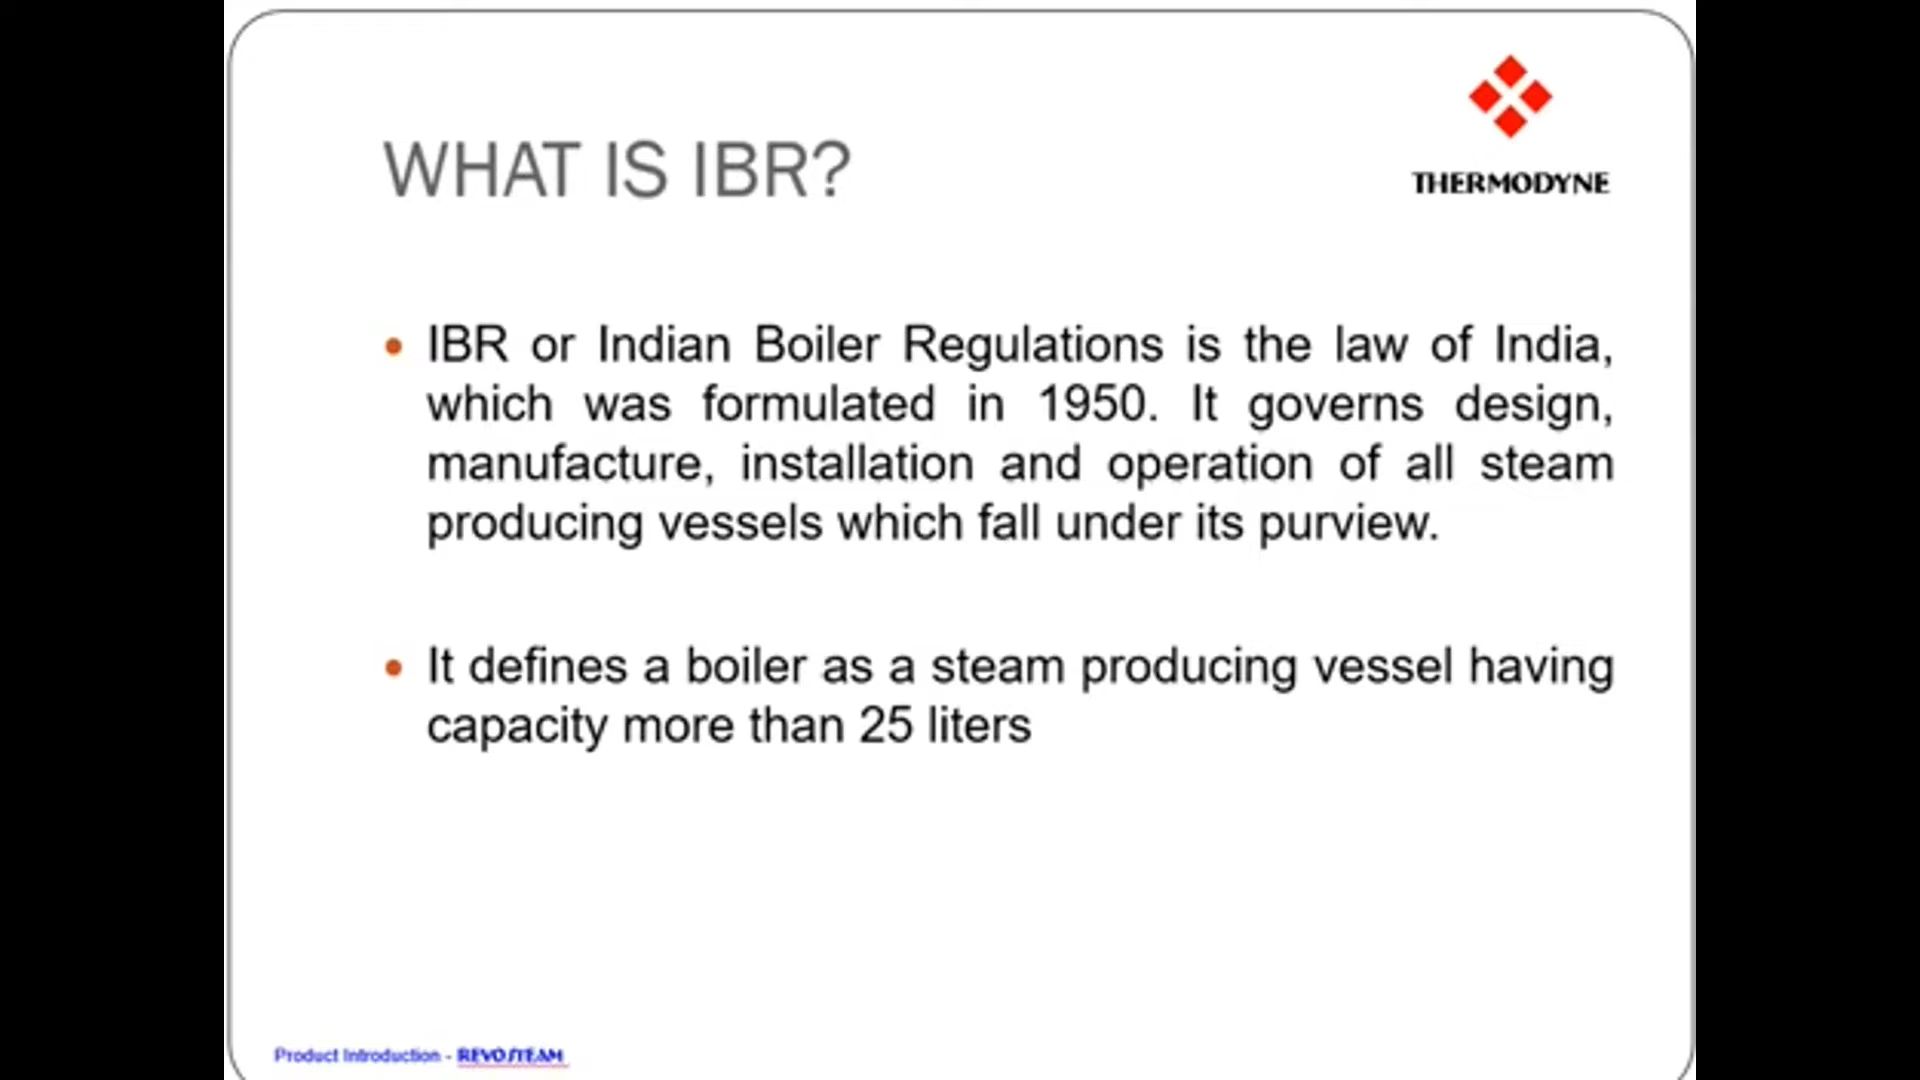 WHAT IS IBR?
THERMODYNE
IBR or Indian Boiler Regulations is the law of India,
which was formulated in 1950. It governs design,
manufacture, installation and operation of all steam
producing vessels which fall under its purview.
It defines a boiler as a steam producing vessel having
capacity more than 25 liters
Product Introduction - REVOSTEAM